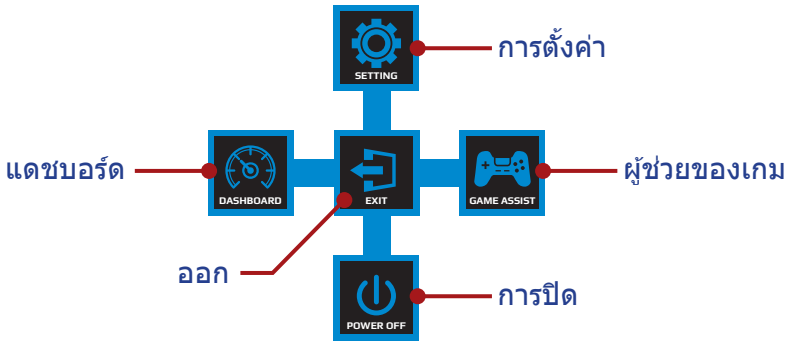 SETTING
การตั้งค่า
แดชบอร์ด
DASHBOARD
EXIT
GAME ASSIST
ผู้ช่วยของเกม
ออก
POWER OFF
การปิด